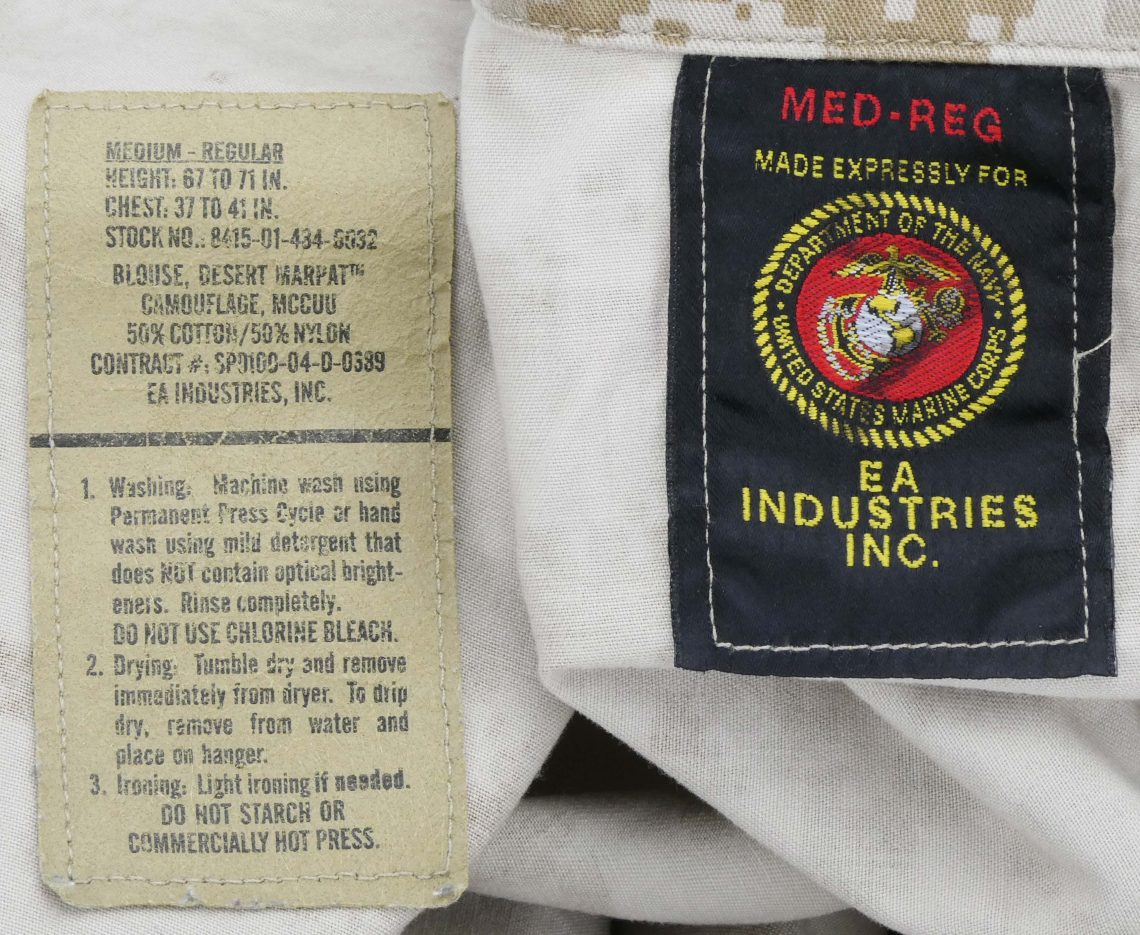 MEDIUM - REGULAR
HEIGHT: 67 TO 71 IN.
CHEST: 37 TO 41 IN.
STOCK NO.: 8415-01-434-5032
BLOUSE, DESERT MARPAT™
CAMOUFLAGE, MCCUU
50% COTTON/50% NYLON
CONTRACT #: SP0100-04-D-0389
EA INDUSTRIES, INC.
1. Washing: Machine wash using
Permanent Press Cycle or hand
wash using mild detergent that
does NOT contain optical bright-
eners. Rinse completely.
DO NOT USE CHLORINE BLEACH.
2. Drying: Tumble dry and remove
immediately from dryer. To drip
dry, remove from water and
place on hanger.
3. Ironing: Light ironing if needed.
DO NOT STARCH OR
COMMERCIALLY HOT PRESS.
MED-REG
MADE EXPRESSLY FOR
DEPARTMENT OF THE NAVY
UNITED STATES MARINE CORPS
EA
INDUSTRIES
INC.